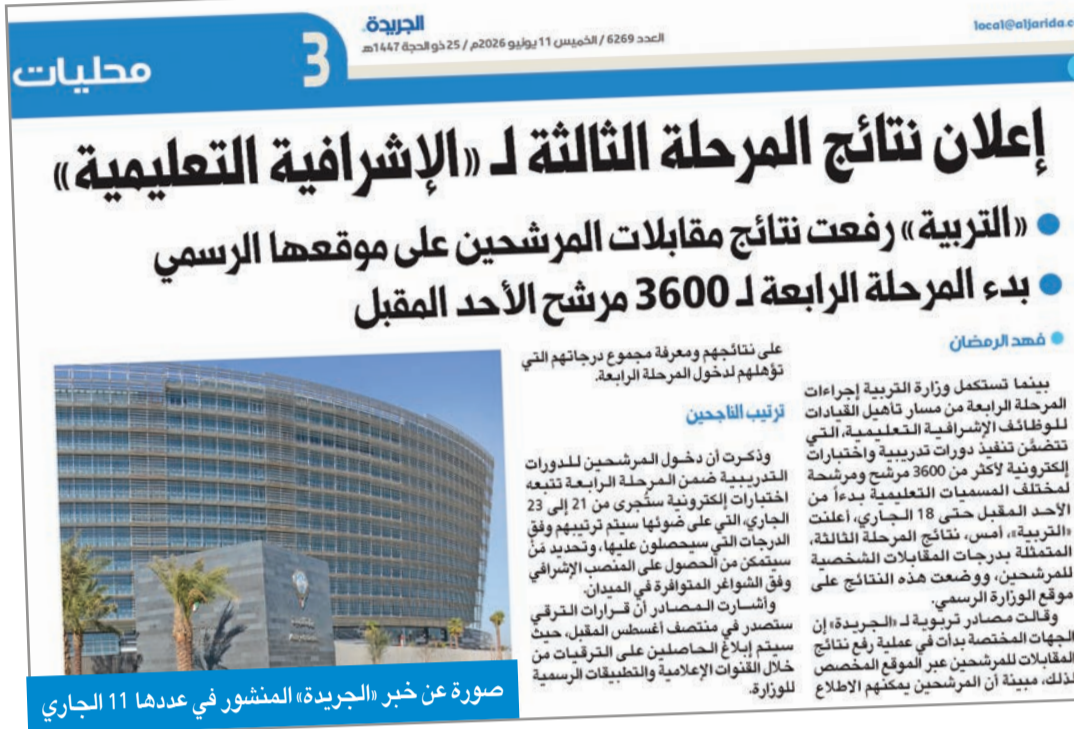 local@aljarida.c
الجريدة.
العدد 6269 / الخميس 11 يونيو 2026م / 25 ذو الحجة 1447هـ
3
محليات
إعلان نتائج المرحلة الثالثة لـ «الإشرافية التعليمية»
«التربية» رفعت نتائج مقابلات المرشحين على موقعها الرسمي
بدء المرحلة الرابعة لـ 3600 مرشح الأحد المقبل
فهد الرمضان
بينما تستكمل وزارة التربية إجراءات
المرحلة الرابعة من مسار تأهيل القيادات
للوظائف الإشرافية التعليمية، التي
تتضمّن تنفيذ دورات تدريبية واختبارات
إلكترونية لأكثر من 3600 مرشح ومرشحة
لمختلف المسميات التعليمية بدءاً من
الأحد المقبل حتى 18 الجاري، أعلنت
«التربية»، أمس، نتائج المرحلة الثالثة،
المتمثلة بدرجات المقابلات الشخصية
للمرشحين، ووضعت هذه النتائج على
موقع الوزارة الرسمي.
وقالت مصادر تربوية لـ «الجريدة» إن
الجهات المختصة بدأت في عملية رفع نتائج
المقابلات للمرشحين عبر الموقع المخصص
لذلك، مبينة أن المرشحين يمكنهم الاطلاع
على نتائجهم ومعرفة مجموع درجاتهم التي
تؤهلهم لدخول المرحلة الرابعة.
ترتيب الناجحين
وذكرت أن دخول المرشحين للدورات
التدريبية ضمن المرحلة الرابعة تتبعه
اختبارات إلكترونية ستُجرى من 21 إلى 23
الجاري، التي على ضوئها سيتم ترتيبهم وفق
الدرجات التي سيحصلون عليها، وتحديد مَنْ
سيتمكن من الحصول على المنصب الإشرافي
وفق الشواغر المتوافرة في الميدان.
وأشارت المصادر أن قرارات الترقي
ستصدر في منتصف أغسطس المقبل، حيث
سيتم إبلاغ الحاصلين على الترقيات من
خلال القنوات الإعلامية والتطبيقات الرسمية
للوزارة.
صورة عن خبر «الجريدة» المنشور في عددها 11 الجاري